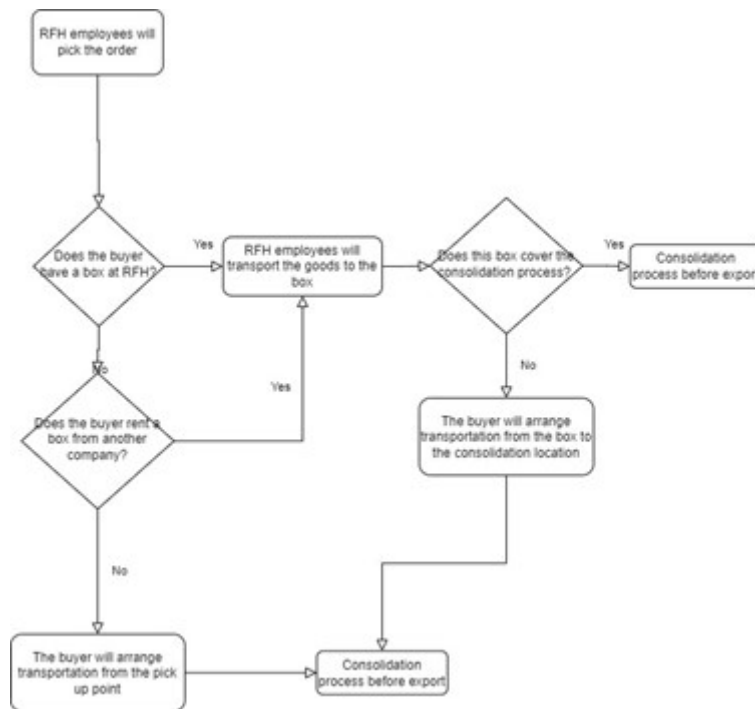 RFH employees will
pick the order
Does the buyer
have a box at RFH?
Yes
RFH employees will
transport the goods to the
box
Does this box cover the
consolidation process?
Yes
Consolidation
process before export
No
Does the buyer rent a
box from another
company?
Yes
No
The buyer will arrange
transportation from the box to
the consolidation location
No
The buyer will arrange
transportation from the pick
up point
Consolidation
process before export